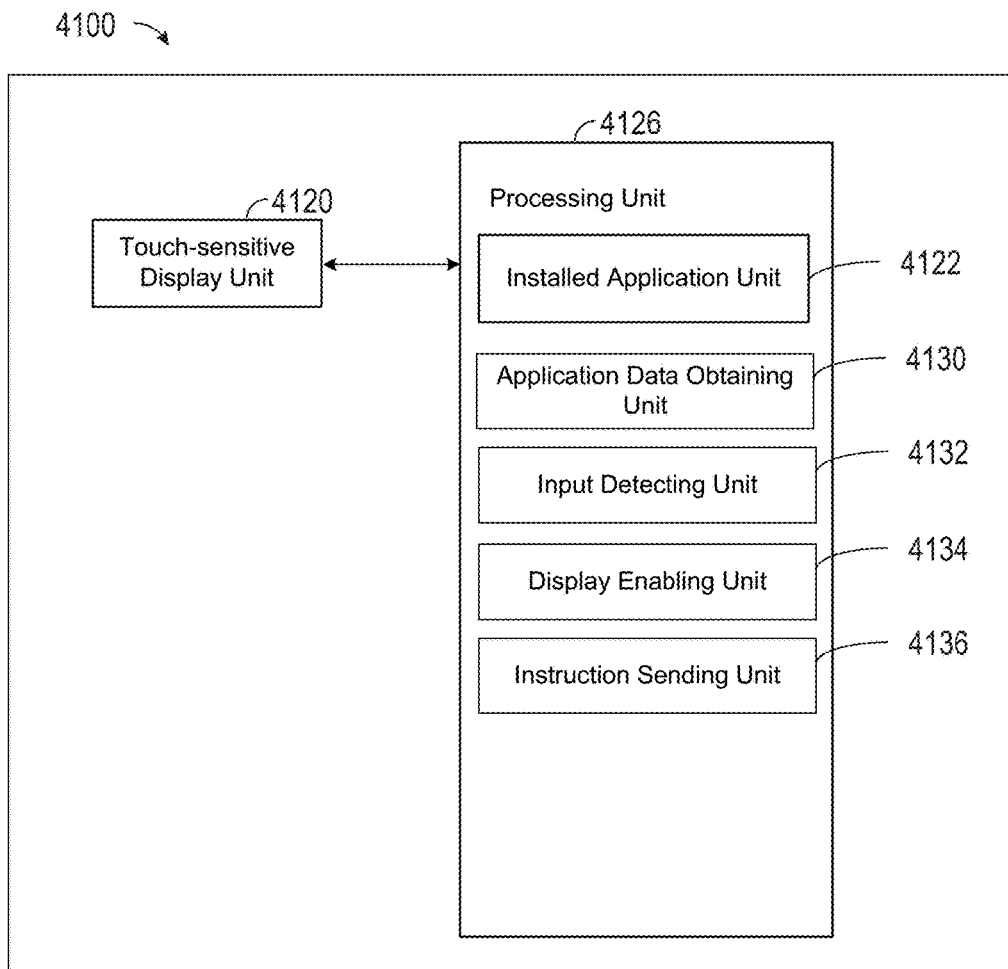 4100
4126
Processing Unit
4120
Touch-sensitive
Display Unit
Installed Application Unit
4122
Application Data Obtaining
Unit
4130
Input Detecting Unit
4132
Display Enabling Unit
4134
Instruction Sending Unit
4136